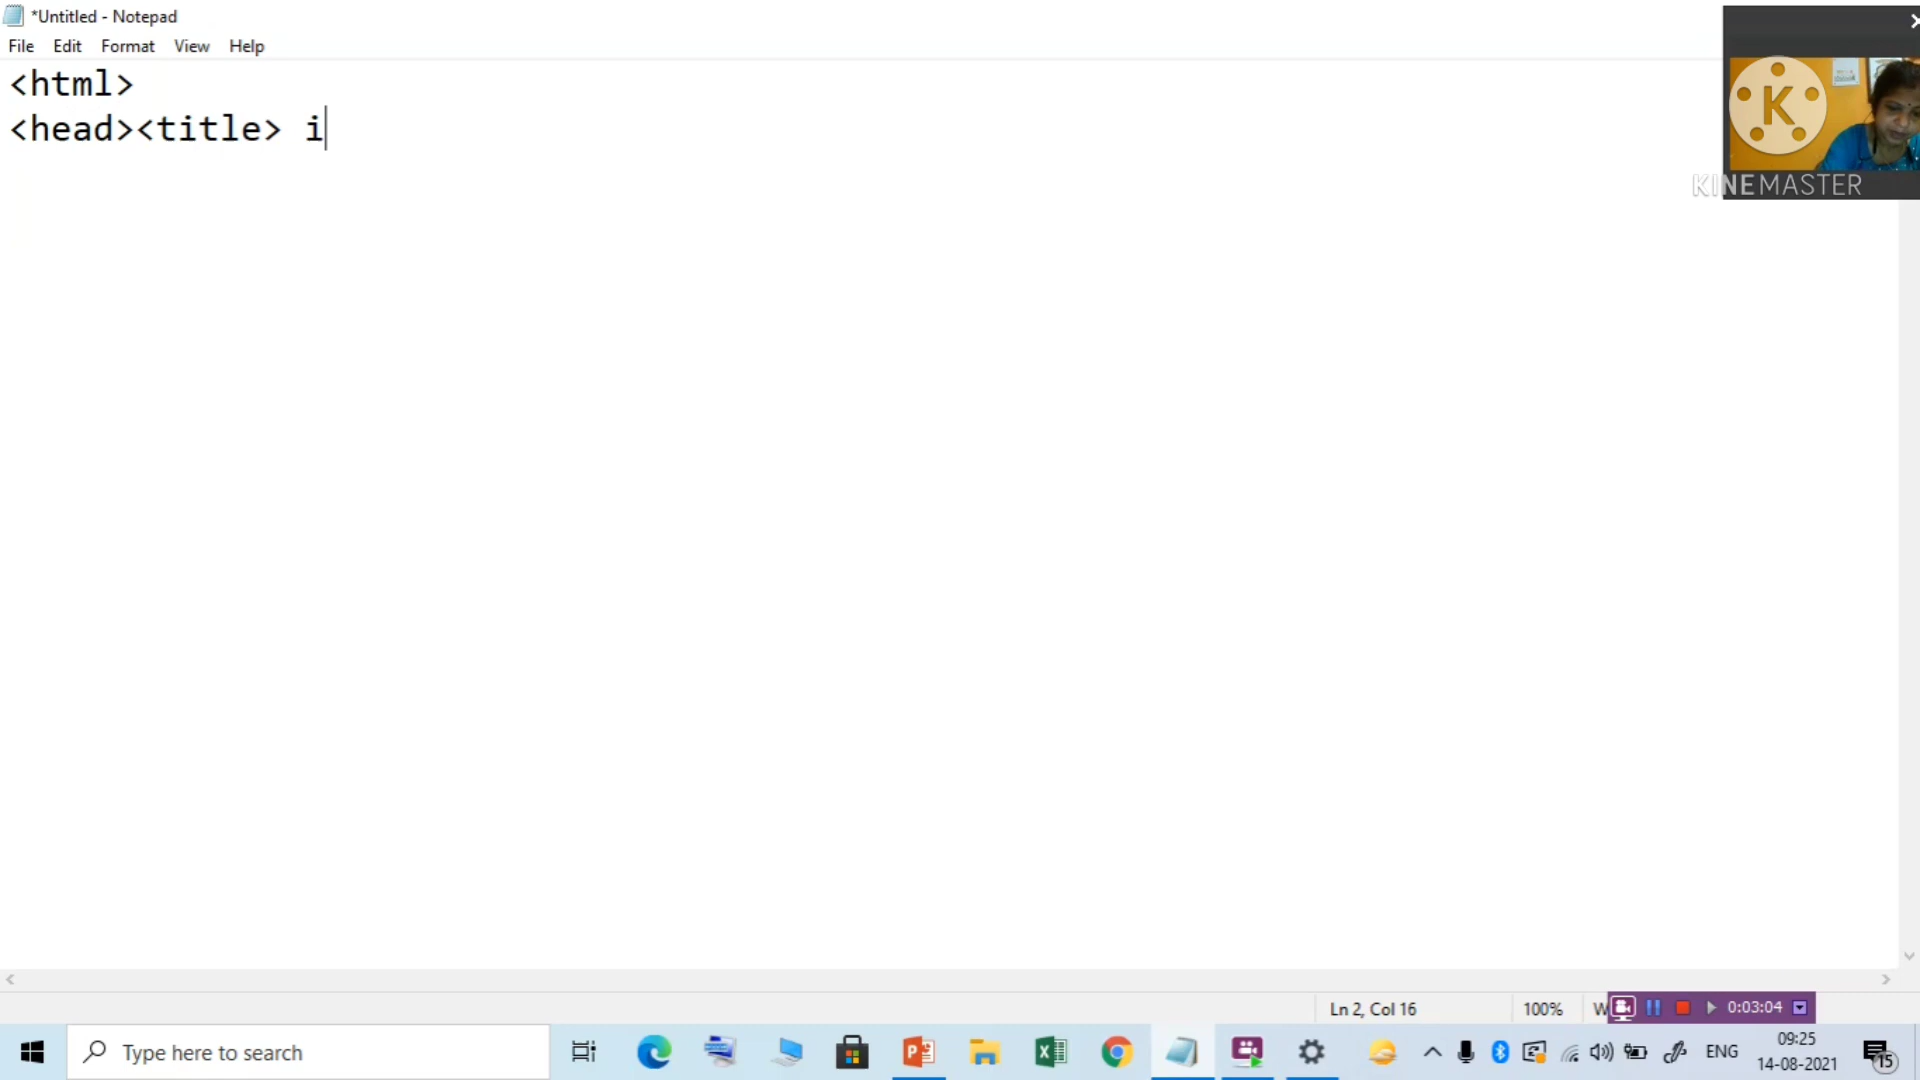 *Untitled - Notepad
File Edit Format View Help
<html>
<head><title> i
K
KINEMASTER
Ln 2, Col 16
100%
W
0:03:04
Type here to search
ENG
09:25
14-08-2021
15